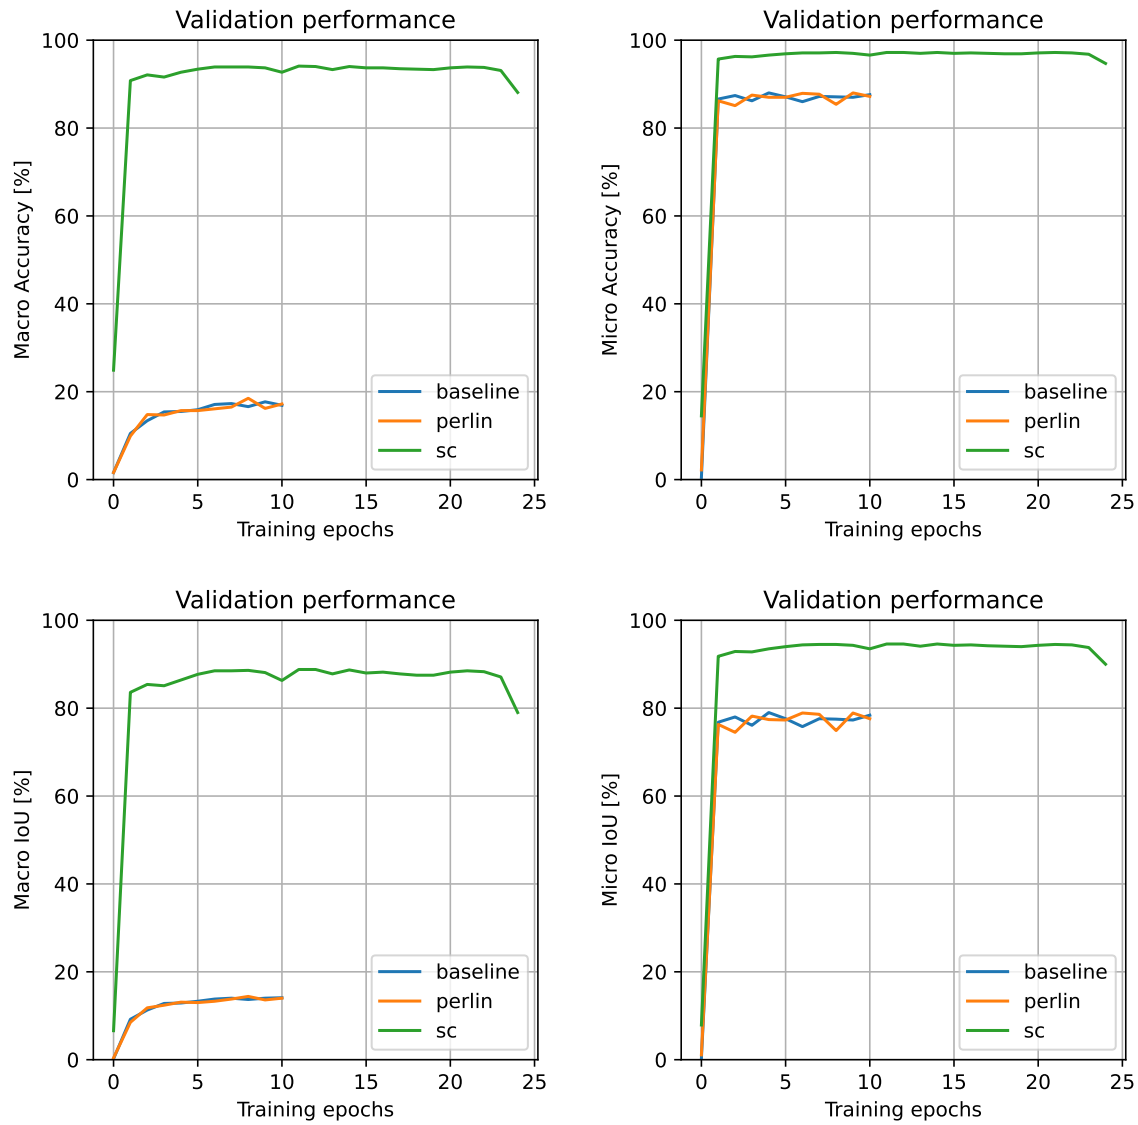 Validation performance
Macro Accuracy [%]
100
80
60
40
20
0
baseline
perlin
sc
0 5 10 15 20 25
Training epochs
Validation performance
Micro Accuracy [%]
100
80
60
40
20
0
baseline
perlin
sc
0 5 10 15 20 25
Training epochs
Validation performance
Macro IoU [%]
100
80
60
40
20
0
baseline
perlin
sc
0 5 10 15 20 25
Training epochs
Validation performance
Micro IoU [%]
100
80
60
40
20
0
baseline
perlin
sc
0 5 10 15 20 25
Training epochs